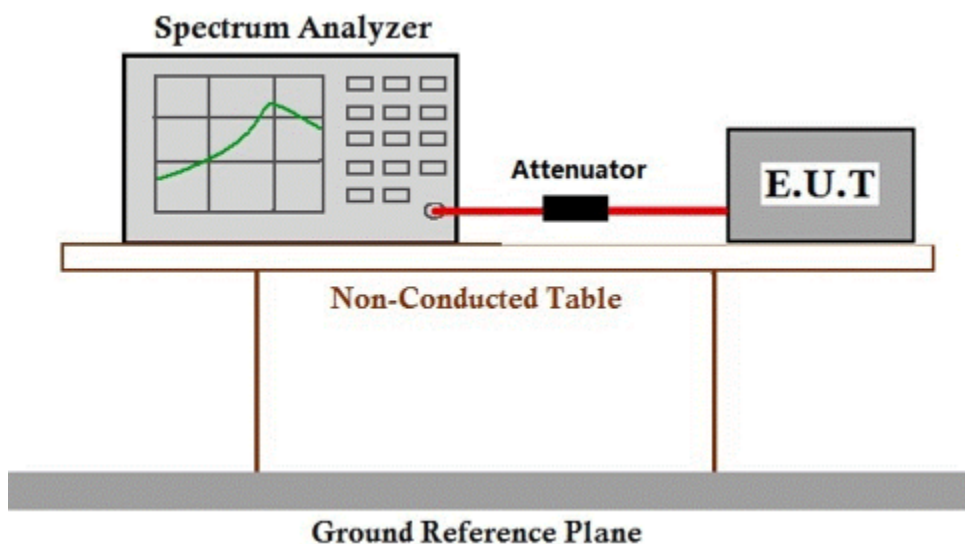 Spectrum Analyzer
Attenuator
E.U.T
Non-Conducted Table
Ground Reference Plane